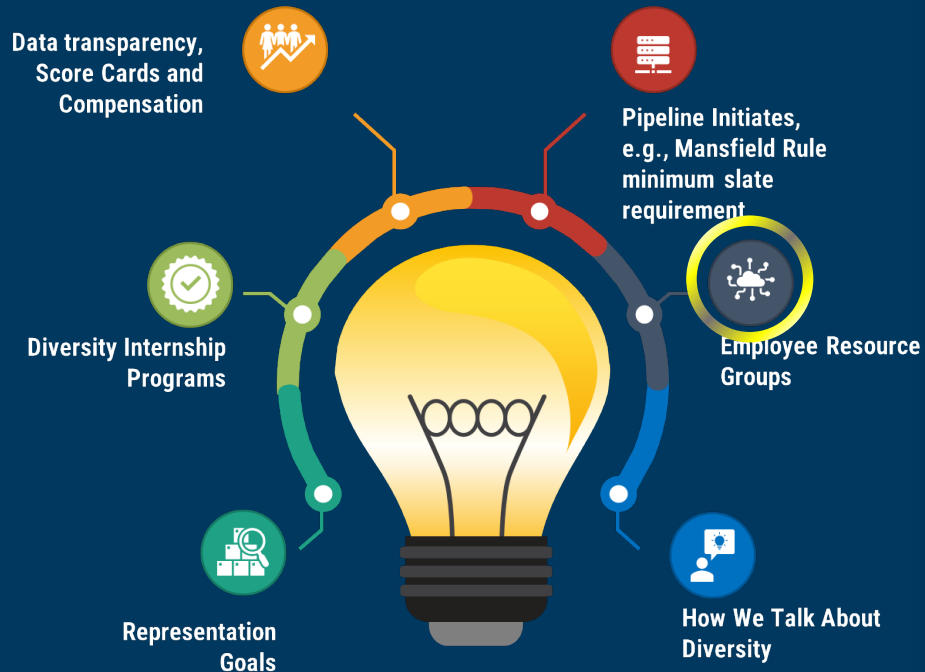 Data transparency,
Score Cards and
Compensation
Pipeline Initiates,
e.g., Mansfield Rule
minimum slate
requirement
Diversity Internship
Programs
Employee Resource
Groups
Representation
Goals
How We Talk About
Diversity